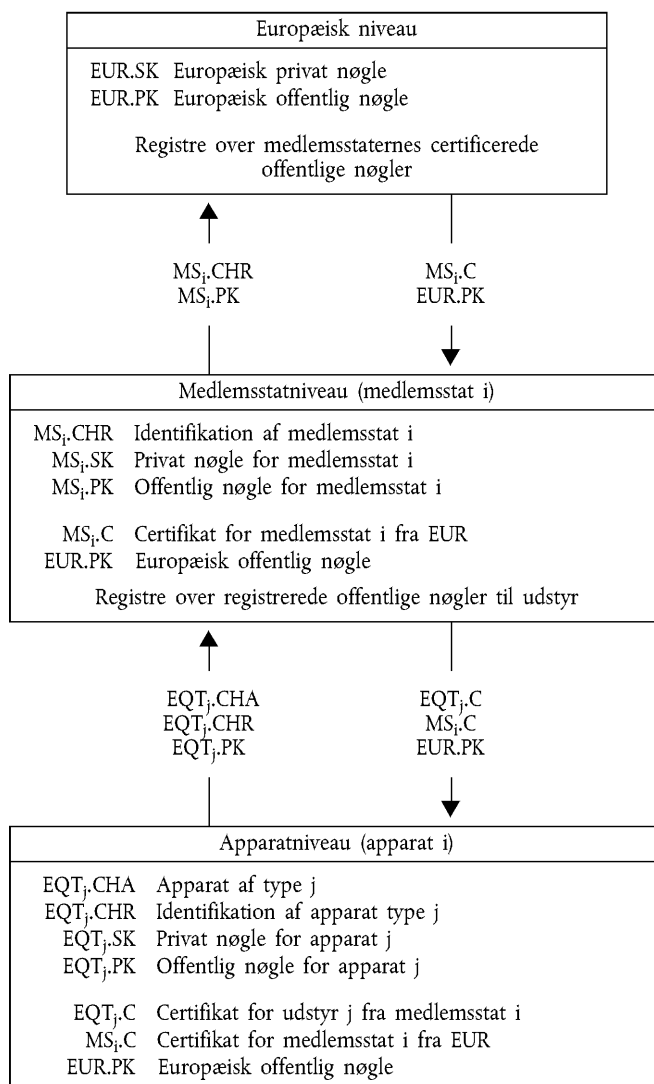 Europæisk niveau
EUR.SK Europæisk privat nøgle
EUR.PK Europæisk offentlig nøgle
Registre over medlemsstaternes certificerede
offentlige nøgler
MSi.CHR
MSi.PK
MSi.C
EUR.PK
Medlemsstatniveau (medlemsstat i)
MSi.CHR Identifikation af medlemsstat i
MSi.SK Privat nøgle for medlemsstat i
MSi.PK Offentlig nøgle for medlemsstat i
MSi.C Certifikat for medlemsstat i fra EUR
EUR.PK Europæisk offentlig nøgle
Registre over registrerede offentlige nøgler til udstyr
EQTj.CHA
EQTj.CHR
EQTj.PK
EQTj.C
MSi.C
EUR.PK
Apparatniveau (apparat i)
EQTj.CHA Apparat af type j
EQTj.CHR Identifikation af apparat type j
EQTj.SK Privat nøgle for apparat j
EQTj.PK Offentlig nøgle for apparat j
EQTj.C Certifikat for udstyr j fra medlemsstat i
MSi.C Certifikat for medlemsstat i fra EUR
EUR.PK Europæisk offentlig nøgle